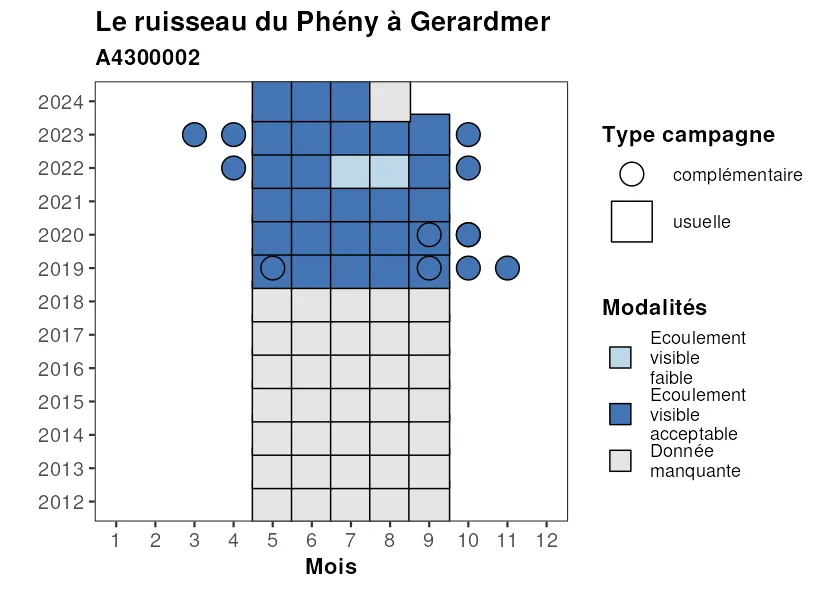 Le ruisseau du Phény à Gerardmer
A4300002
2024
2023
2022
2021
2020
2019
2018
2017
2016
2015
2014
2013
2012
1 2 3 4 5 6 7 8 9 10 11 12
Mois
Type campagne
complémentaire
usuelle
Modalités
Ecoulement
visible
faible
Ecoulement
visible
acceptable
Donnée
manquante